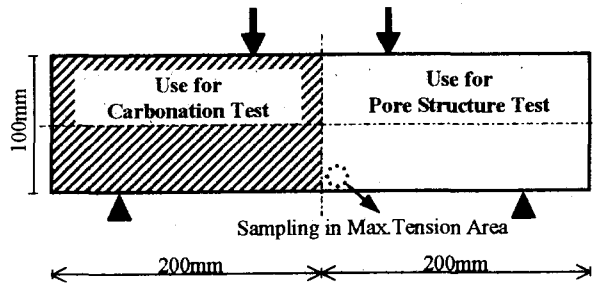 Use for
Carbonation Test
Use for
Pore Structure Test
100mm
Sampling in Max.Tension Area
200mm
200mm